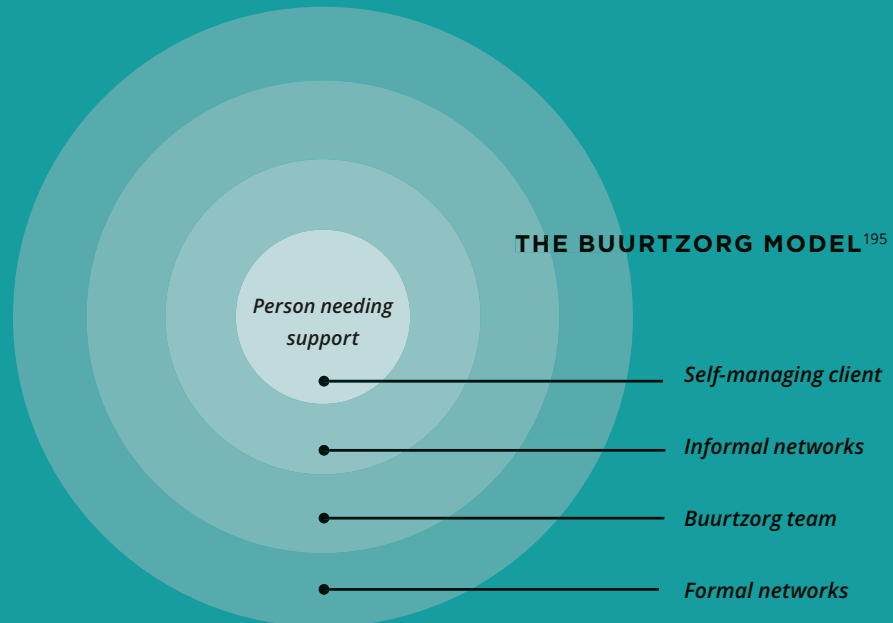 THE BUURTZORG MODEL195
Person needing
support
Self-managing client
Informal networks
Buurtzorg team
Formal networks